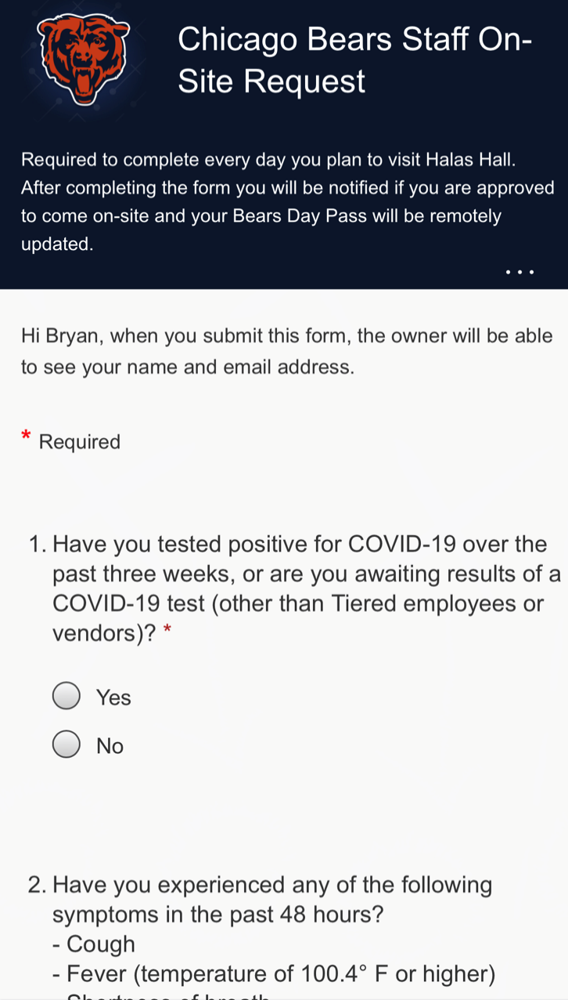 Chicago Bears Staff On-
Site Request
Required to complete every day you plan to visit Halas Hall.
After completing the form you will be notified if you are approved
to come on-site and your Bears Day Pass will be remotely
updated.
...
Hi Bryan, when you submit this form, the owner will be able
to see your name and email address.
* Required
1. Have you tested positive for COVID-19 over the
past three weeks, or are you awaiting results of a
COVID-19 test (other than Tiered employees or
vendors)? *
Yes
No
2. Have you experienced any of the following
symptoms in the past 48 hours?
- Cough
- Fever (temperature of 100.4° F or higher)